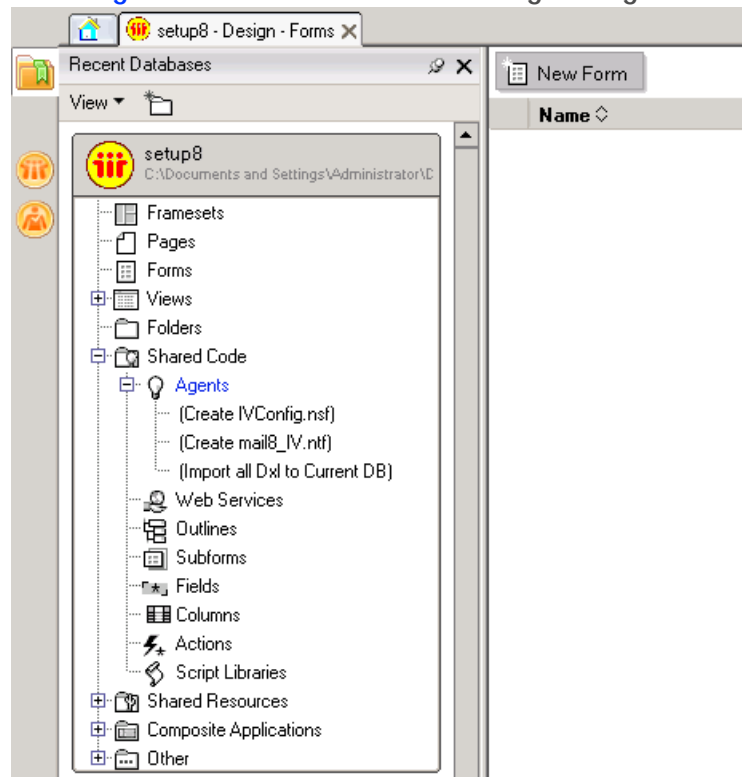 setup8 - Design - Forms
Recent Databases
New Form
View
Name
setup8
C:\Documents and Settings\Administrator\D
Framesets
Pages
Forms
Views
Folders
Shared Code
Agents
(Create IVConfig.nsf)
(Create mail8_IV.ntf)
(Import all Dxl to Current DB)
Web Services
Outlines
Subforms
Fields
Columns
Actions
Script Libraries
Shared Resources
Composite Applications
Other